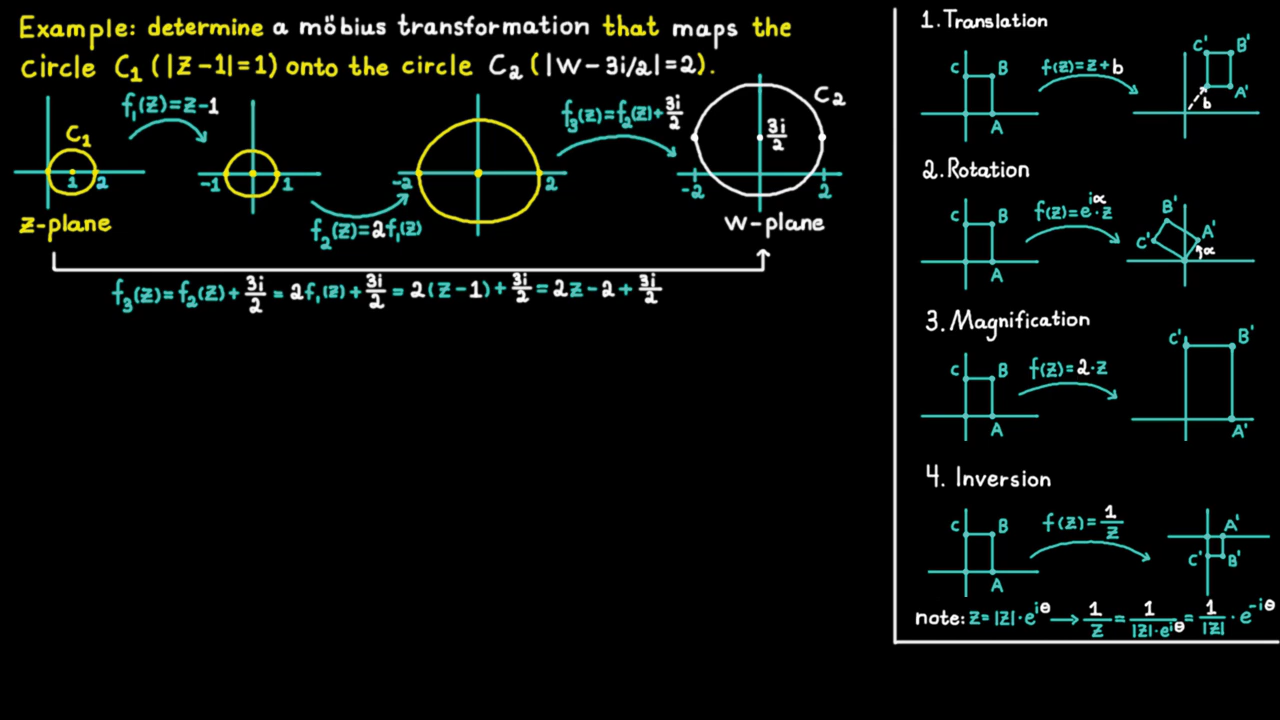 Example: determine a möbius transformation that maps the
circle C₁ (|z-1|=1) onto the circle C₂ (|w-3i/2|=2).
f₁(z)=z-1
C₁
1 2
z-plane
-1 1
f₂(z)=2f₁(z)
-2 2
f₃(z)=f₂(z)+3i/2
C₂
3i/2
-2 2
w-plane
f₃(z)=f₂(z)+3i/2=2f₁(z)+3i/2=2(z-1)+3i/2=2z-2+3i/2
1. Translation
C B
A
f(z)=z+b
C' B'
A'
b
2. Rotation
C B
A
f(z)=e^iα·z
B'
C' A'
α
3. Magnification
C B
A
f(z)=2·z
C' B'
A'
4. Inversion
C B
A
f(z)=1/z
A'
C' B'
note: z=|z|·e^iθ → 1/z = 1/|z|·e^iθ = 1/|z| · e^-iθ